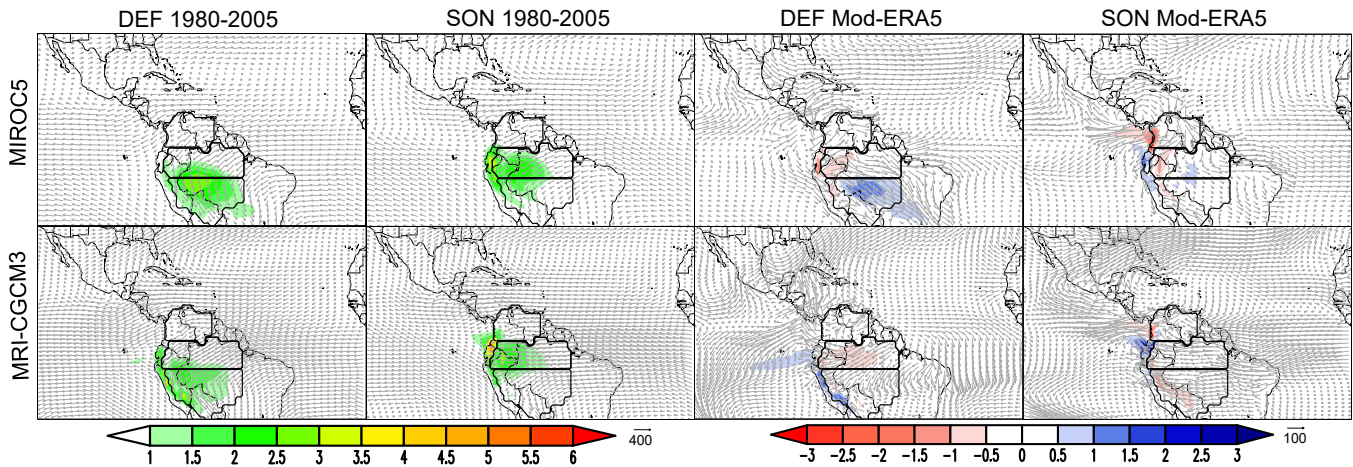 DEF 1980-2005 SON 1980-2005 DEF Mod-ERA5 SON Mod-ERA5
MIROC5
MRI-CGCM3
1 1.5 2 2.5 3 3.5 4 4.5 5 5.5 6 400
-3 -2.5 -2 -1.5 -1 -0.5 0 0.5 1 1.5 2 2.5 3 100